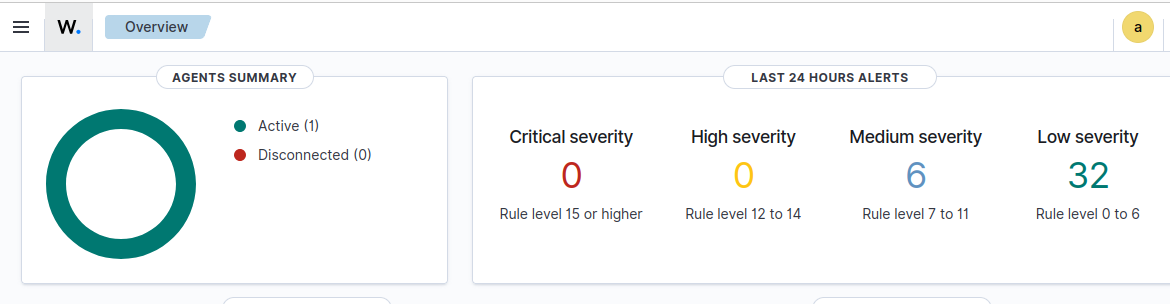 W. Overview a
AGENTS SUMMARY
Active (1)
Disconnected (0)
LAST 24 HOURS ALERTS
Critical severity High severity Medium severity Low severity
0 0 6 32
Rule level 15 or higher Rule level 12 to 14 Rule level 7 to 11 Rule level 0 to 6